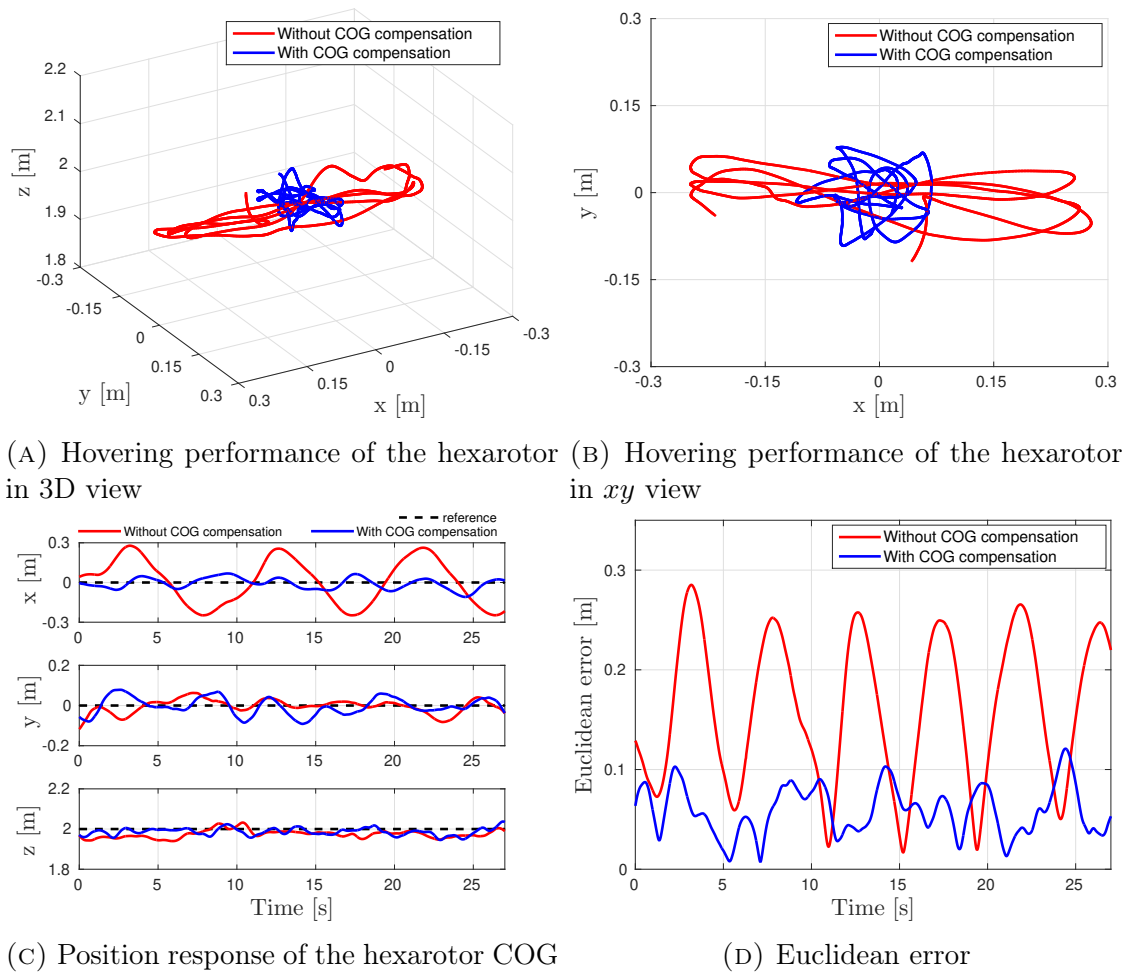 Without COG compensation
With COG compensation
2.2
2.1
2
1.9
1.8
z [m]
-0.3
-0.15
0
0.15
0.3
y [m]
0.3
0.15
0
-0.15
-0.3
x [m]
Without COG compensation
With COG compensation
0.3
0.15
0
-0.15
-0.3
y [m]
-0.3
-0.15
0
0.15
0.3
x [m]
(A) Hovering performance of the hexarotor
in 3D view
(B) Hovering performance of the hexarotor
in xy view
reference
Without COG compensation
With COG compensation
0.3
0
-0.3
x [m]
0 5 10 15 20 25
0.2
0
-0.2
y [m]
0 5 10 15 20 25
2.2
2
1.8
z [m]
0 5 10 15 20 25
Time [s]
Without COG compensation
With COG compensation
0.3
0.2
0.1
0
Euclidean error [m]
0 5 10 15 20 25
Time [s]
(C) Position response of the hexarotor COG
(D) Euclidean error